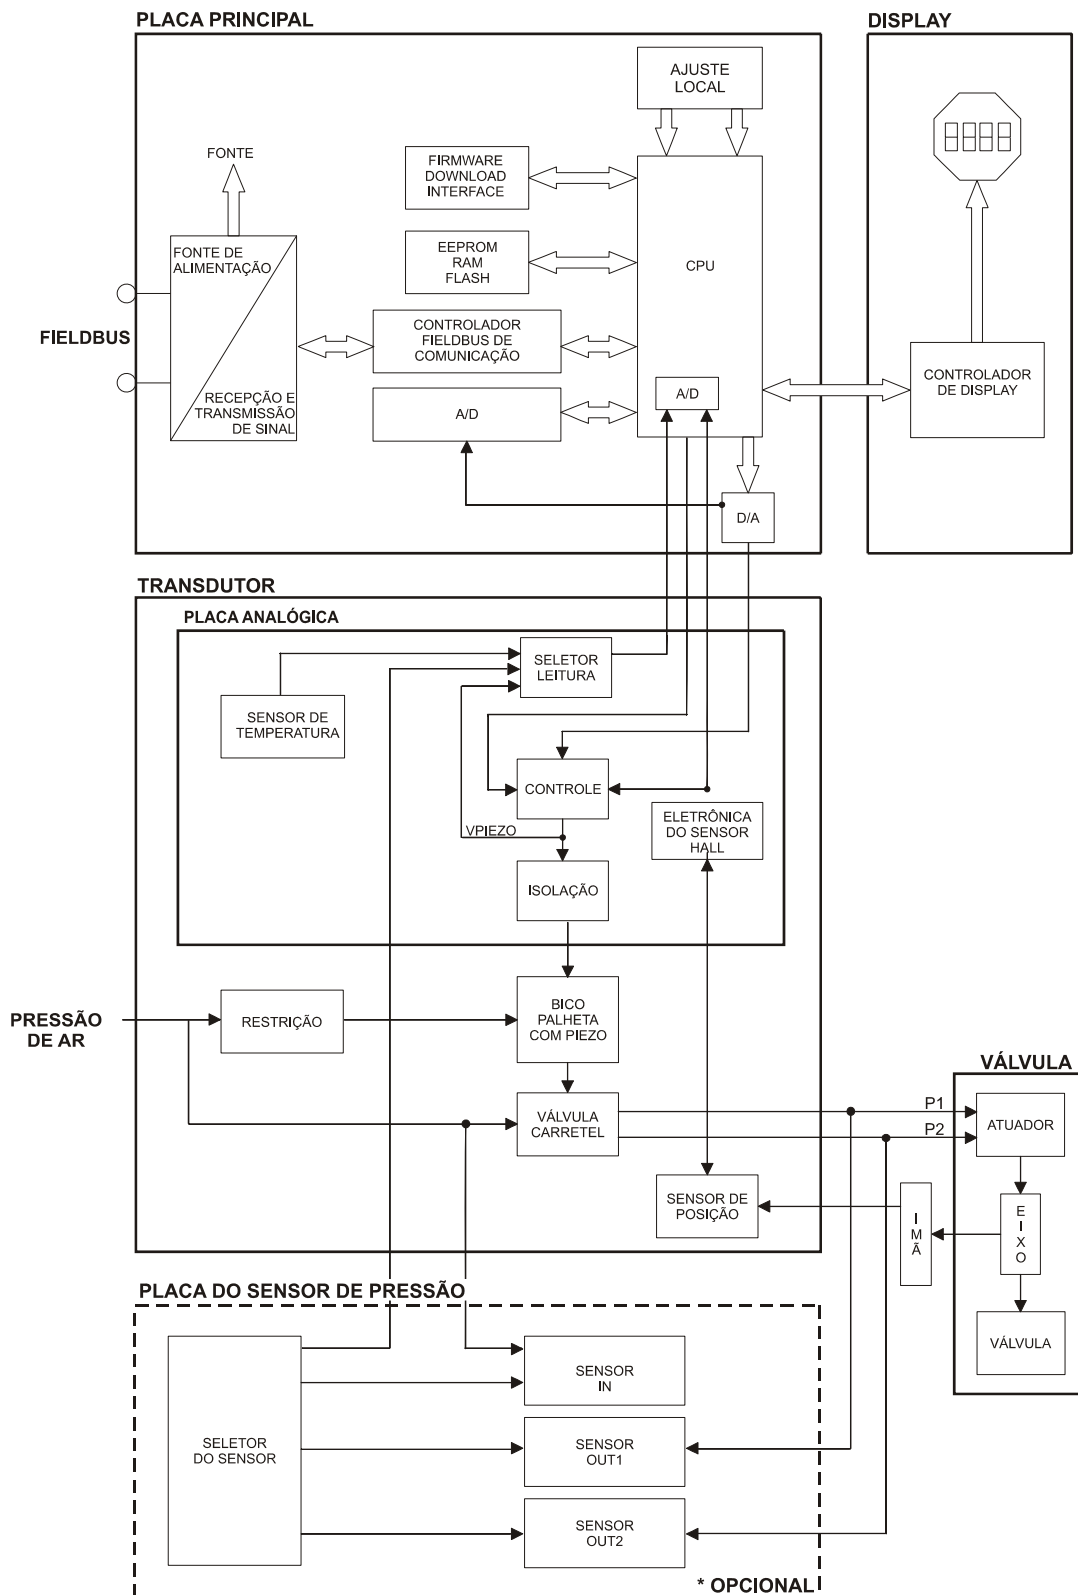 PLACA PRINCIPAL
DISPLAY
AJUSTE
LOCAL
FONTE
FIRMWARE
DOWNLOAD
INTERFACE
FONTE DE
ALIMENTAÇÃO
EEPROM
RAM
FLASH
CPU
FIELDBUS
CONTROLADOR
FIELDBUS DE
COMUNICAÇÃO
CONTROLADOR
DE DISPLAY
RECEPÇÃO E
TRANSMISSÃO
DE SINAL
A/D
A/D
D/A
TRANSDUTOR
PLACA ANALÓGICA
SELETOR
LEITURA
SENSOR DE
TEMPERATURA
CONTROLE
VPIEZO
ELETRÔNICA
DO SENSOR
HALL
ISOLAÇÃO
PRESSÃO
DE AR
RESTRIÇÃO
BICO
PALHETA
COM PIEZO
VÁLVULA
VÁLVULA
CARRETEL
P1
P2
ATUADOR
SENSOR DE
POSIÇÃO
I
M
Ã
E
I
X
O
PLACA DO SENSOR DE PRESSÃO
VÁLVULA
SENSOR
IN
SELETOR
DO SENSOR
SENSOR
OUT1
SENSOR
OUT2
* OPCIONAL